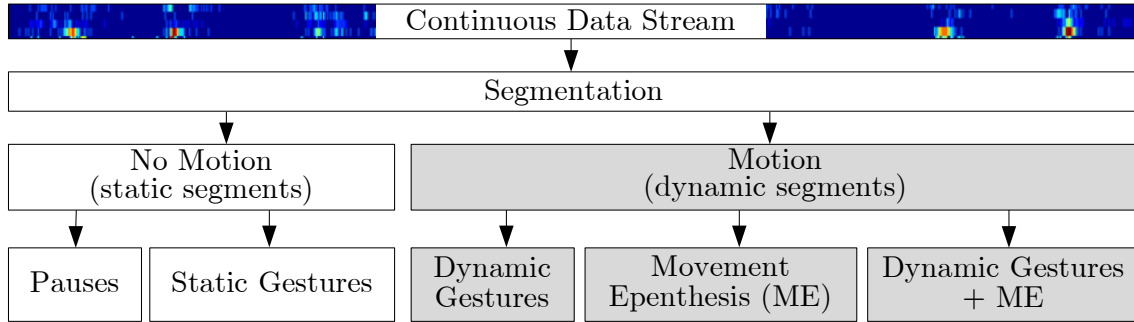 Continuous Data Stream
Segmentation
No Motion
(static segments)
Motion
(dynamic segments)
Pauses
Static Gestures
Dynamic
Gestures
Movement
Epenthesis (ME)
Dynamic Gestures
+ ME